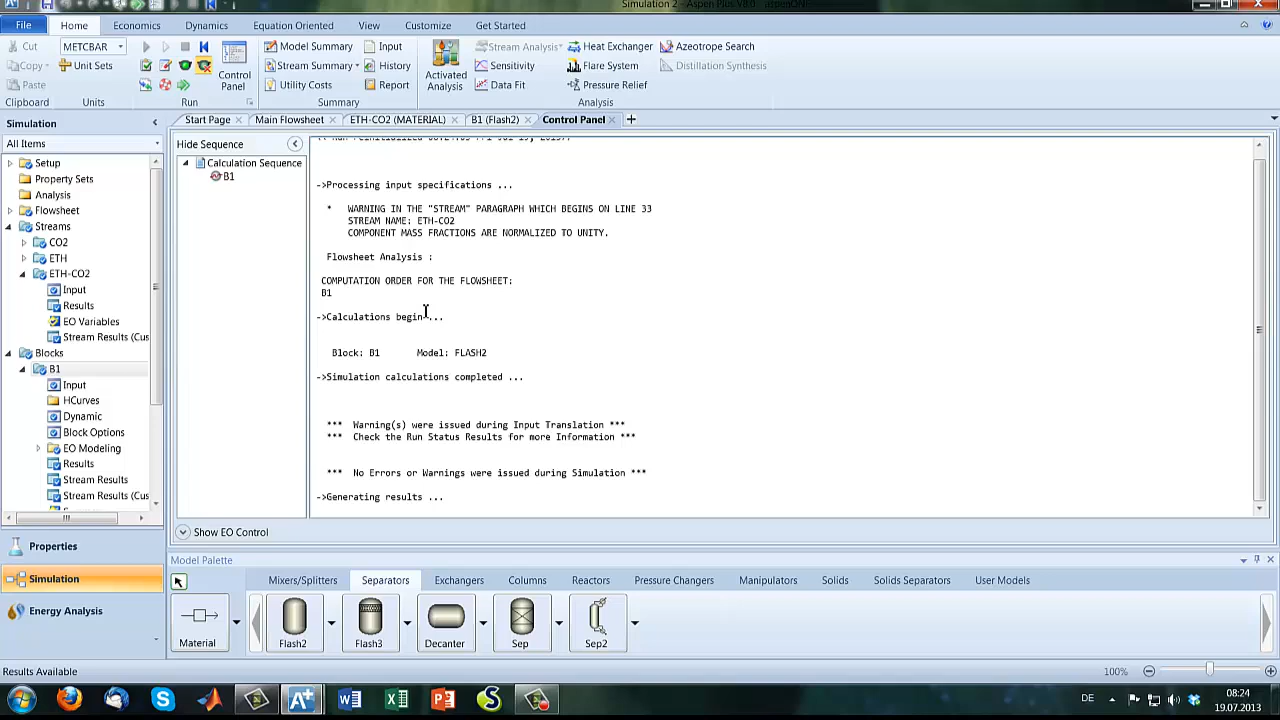 Simulation 2 - Aspen Plus V8.0 - aspenONE
File Home Economics Dynamics Equation Oriented View Customize Get Started
Cut METCBAR Model Summary Input Stream Analysis Heat Exchanger Azeotrope Search
Copy Unit Sets Stream Summary History Sensitivity Flare System Distillation Synthesis
Paste Control Panel Utility Costs Report Activated Analysis Data Fit Pressure Relief
Clipboard Units Run Summary Analysis
Simulation
Start Page Main Flowsheet ETH-CO2 (MATERIAL) B1 (Flash2) Control Panel
All Items
Setup
Property Sets
Analysis
Flowsheet
Streams
CO2
ETH
ETH-CO2
Input
Results
EO Variables
Stream Results (Cus
Blocks
B1
Input
HCurves
Dynamic
Block Options
EO Modeling
Results
Stream Results
Stream Results (Cus
Properties
Simulation
Energy Analysis
Hide Sequence
Calculation Sequence
B1
->Processing input specifications ...
* WARNING IN THE "STREAM" PARAGRAPH WHICH BEGINS ON LINE 33
STREAM NAME: ETH-CO2
COMPONENT MASS FRACTIONS ARE NORMALIZED TO UNITY.
Flowsheet Analysis :
COMPUTATION ORDER FOR THE FLOWSHEET:
B1
->Calculations begin ...
Block: B1 Model: FLASH2
->Simulation calculations completed ...
*** Warning(s) were issued during Input Translation ***
*** Check the Run Status Results for more Information ***
*** No Errors or Warnings were issued during Simulation ***
->Generating results ...
Show EO Control
Model Palette
Mixers/Splitters Separators Exchangers Columns Reactors Pressure Changers Manipulators Solids Solids Separators User Models
Material Flash2 Flash3 Decanter Sep Sep2
Results Available 100%
DE 08:24
19.07.2013